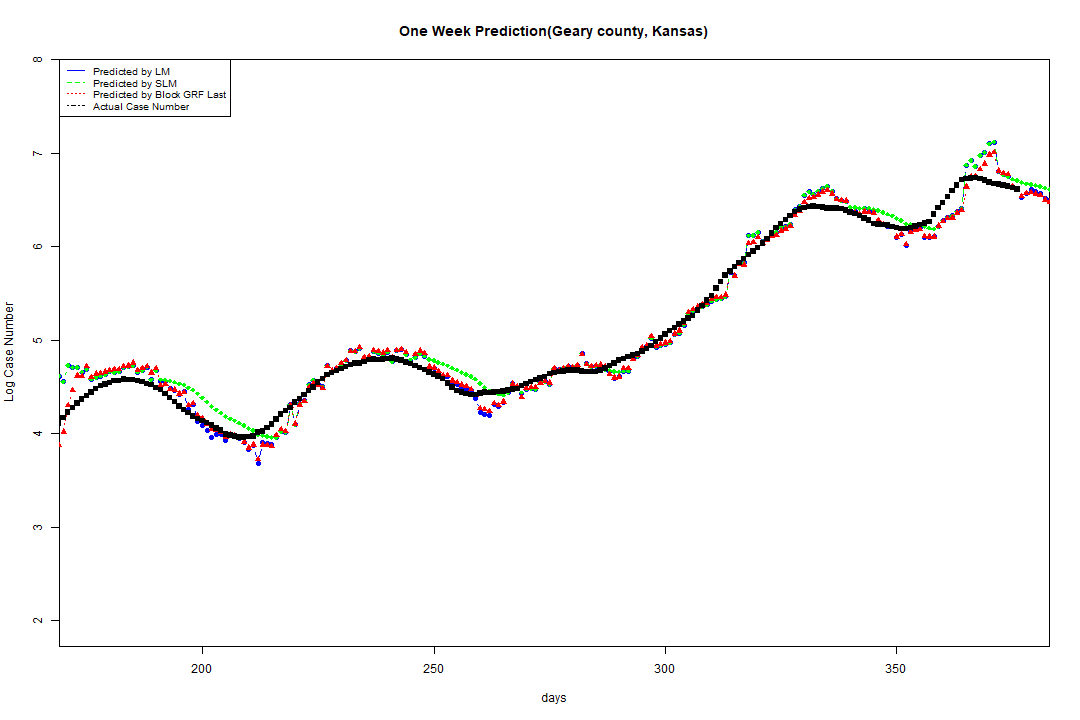 One Week Prediction(Geary county, Kansas)
Predicted by LM
Predicted by SLM
Predicted by Block GRF Last
Actual Case Number
8
7
6
5
4
3
2
Log Case Number
200 250 300 350
days